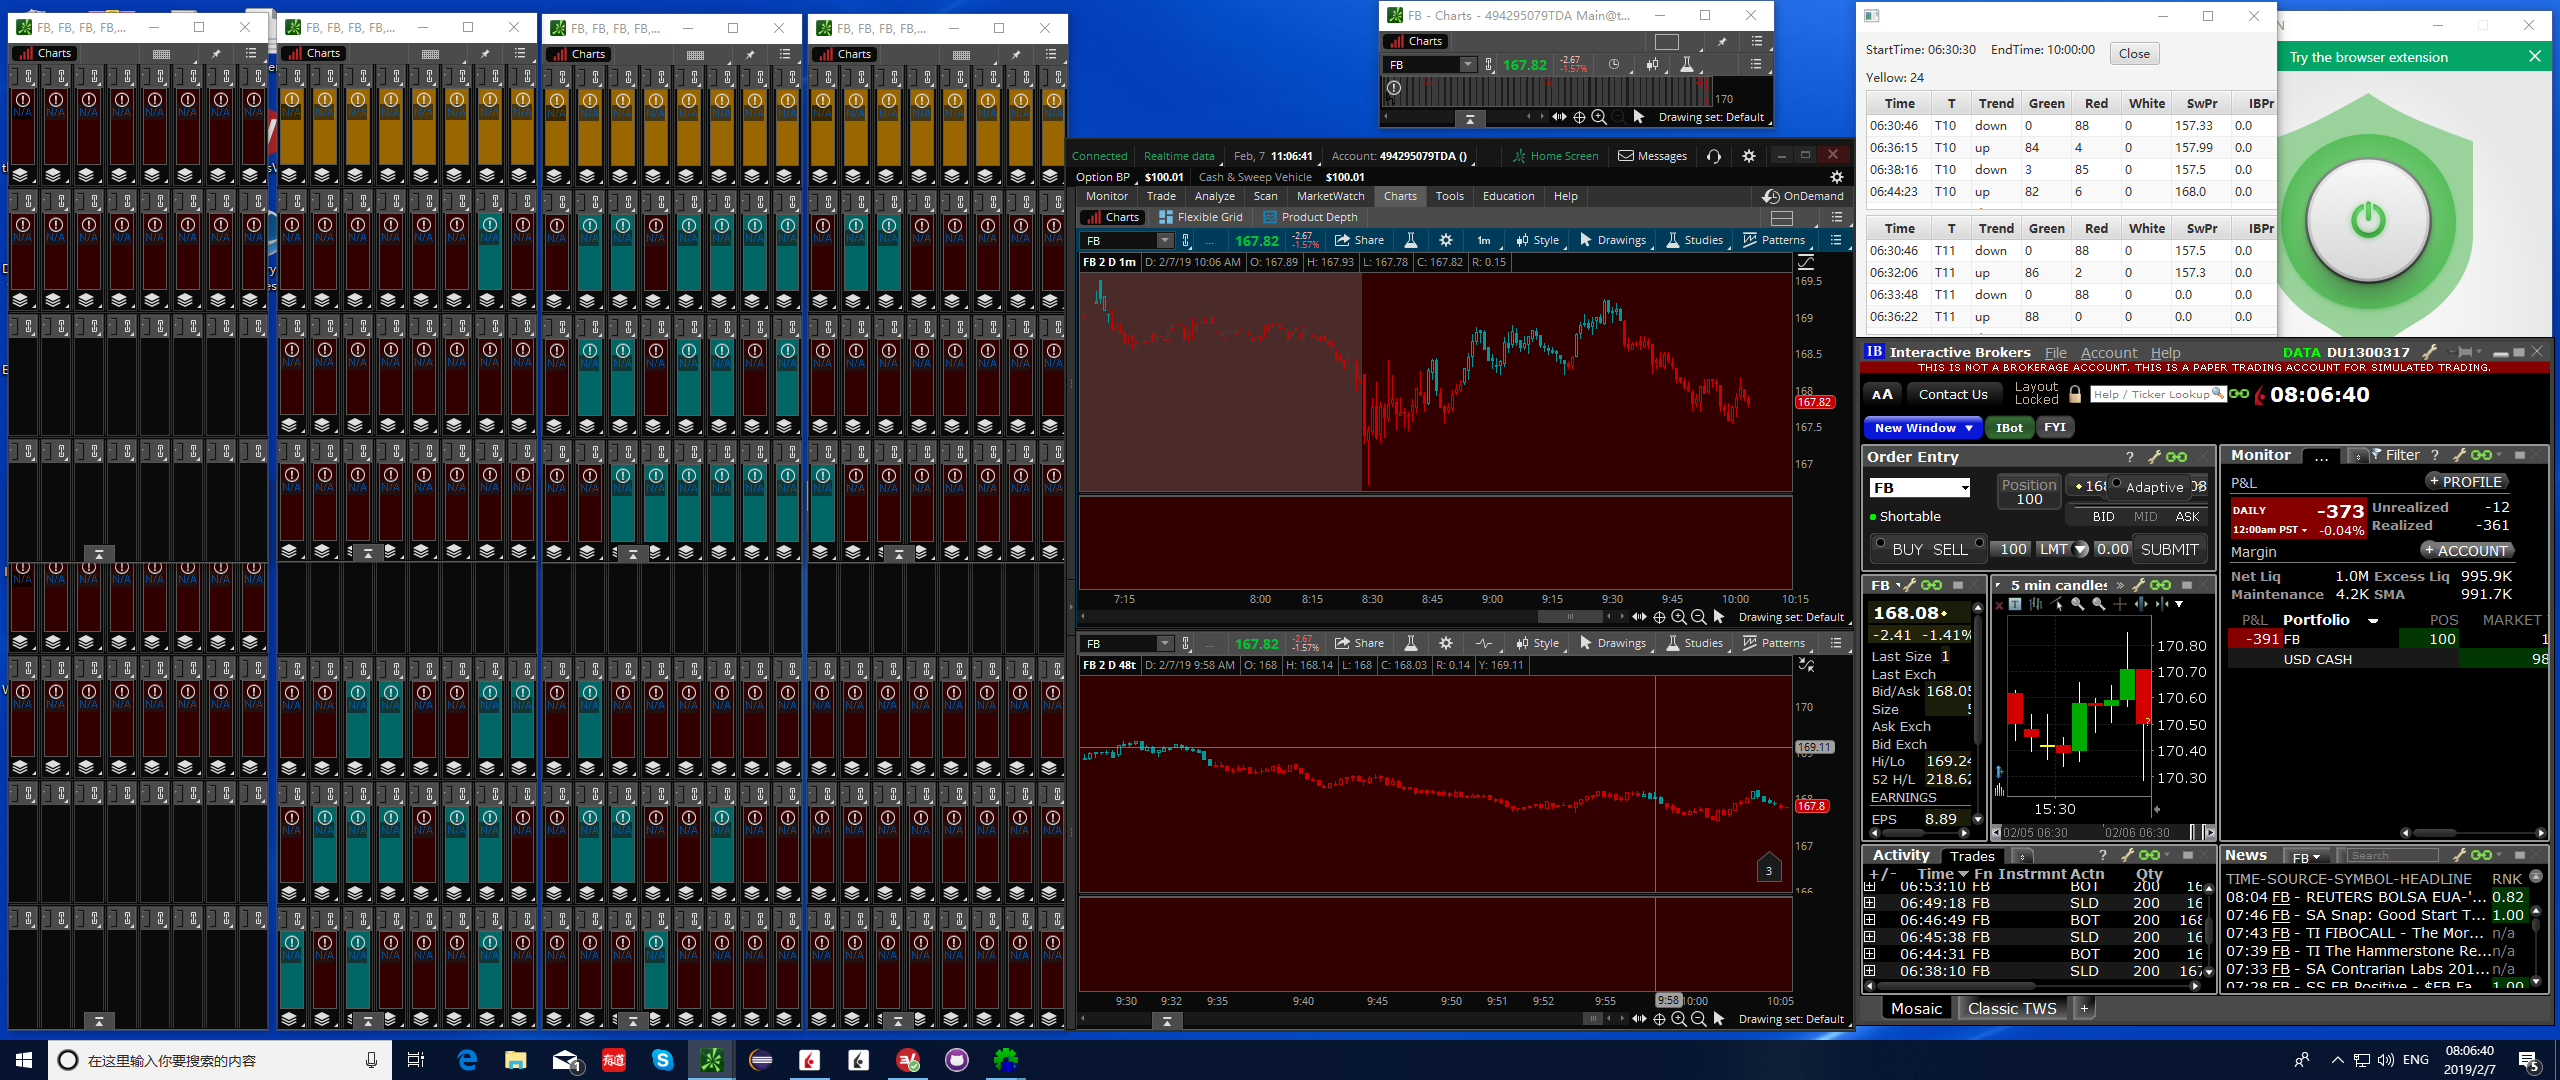 FB, FB, FB, FB,...
FB, FB, FB, FB,...
FB, FB, FB, FB,...
FB, FB, FB, FB,...
Charts
Charts
Charts
Charts
FB - Charts - 494295079TDA Main@t...
Charts
FB 167.82 -2.67 -1.57%
170
Drawing set: Default
Connected Realtime data Feb, 7 11:06:41 Account: 494295079TDA () Home Screen Messages
Option BP $100.01 Cash & Sweep Vehicle $100.01
Monitor Trade Analyze Scan MarketWatch Charts Tools Education Help OnDemand
Charts Flexible Grid Product Depth
FB ... 167.82 -2.67 -1.57% Share 1m Style Drawings Studies Patterns
FB 2 D 1m D: 2/7/19 10:06 AM O: 167.89 H: 167.93 L: 167.78 C: 167.82 R: 0.15
169.5
169
168.5
168
167.82
167.5
167
7:15 8:00 8:15 8:30 8:45 9:00 9:15 9:30 9:45 10:00 10:15
Drawing set: Default
FB ... 167.82 -2.67 -1.57% Share Style Drawings Studies Patterns
FB 2 D 48t D: 2/7/19 9:58 AM O: 168 H: 168.14 L: 168 C: 168.03 R: 0.14 Y: 169.11
170
169.11
167.8
167
3
166
9:30 9:32 9:35 9:40 9:45 9:50 9:51 9:52 9:55 9:58 10:00 10:05
Drawing set: Default
StartTime: 06:30:30 EndTime: 10:00:00 Close
Yellow: 24
Time T Trend Green Red White SwPr IBPr
06:30:46 T10 down 0 88 0 157.33 0.0
06:36:15 T10 up 84 4 0 157.99 0.0
06:38:16 T10 down 3 85 0 157.5 0.0
06:44:23 T10 up 82 6 0 168.0 0.0
Time T Trend Green Red White SwPr IBPr
06:30:46 T11 down 0 88 0 157.5 0.0
06:32:06 T11 up 86 2 0 157.3 0.0
06:33:48 T11 down 0 88 0 0.0 0.0
06:36:22 T11 up 88 0 0 0.0 0.0
N
Try the browser extension
IB Interactive Brokers File Account Help DATA DU1300317
THIS IS NOT A BROKERAGE ACCOUNT. THIS IS A PAPER TRADING ACCOUNT FOR SIMULATED TRADING.
AA Contact Us Layout Locked Help / Ticker Lookup 08:06:40
New Window IBot FYI
Order Entry ?
FB Position 100 Adaptive
Shortable BID MID ASK
BUY SELL 100 LMT 0.00 SUBMIT
Monitor ... Filter ?
P&L + PROFILE
DAILY -373 Unrealized -12
12:00am PST -0.04% Realized -361
Margin + ACCOUNT
Net Liq 1.0M Excess Liq 995.9K
Maintenance 4.2K SMA 991.7K
P&L Portfolio POS MARKET
-391 FB 100 1
USD CASH 98
FB
168.08
-2.41 -1.41%
Last Size 1
Last Exch
Bid/Ask 168.05
Size
Ask Exch
Bid Exch
Hi/Lo 169.24
52 H/L 218.62
EARNINGS
EPS 8.89
5 min candles
170.80
170.70
170.60
170.50
170.40
170.30
15:30
02/05 06:30 02/06 06:30
Activity Trades ?
+/- Time Fn Instrmnt Actn Qty
06:53:10 FB BOT 200 16
06:49:18 FB SLD 200 16
06:46:49 FB BOT 200 168
06:45:38 FB SLD 200 16
06:44:31 FB BOT 200 16
06:38:10 FB SLD 200 167
News FB Search
TIME-SOURCE-SYMBOL-HEADLINE RNK
08:04 FB - REUTERS BOLSA EUA-'... 0.82
07:46 FB - SA Snap: Good Start T... 1.00
07:43 FB - TI FIBOCALL - The Mor... n/a
07:39 FB - TI The Hammerstone Re... n/a
07:33 FB - SA Contrarian Labs 201... n/a
07:28 FB - SS FB Positive - $FB Fa... 1.00
Mosaic Classic TWS +
在这里输入你要搜索的内容
1
有道
ENG
08:06:40
2019/2/7
5